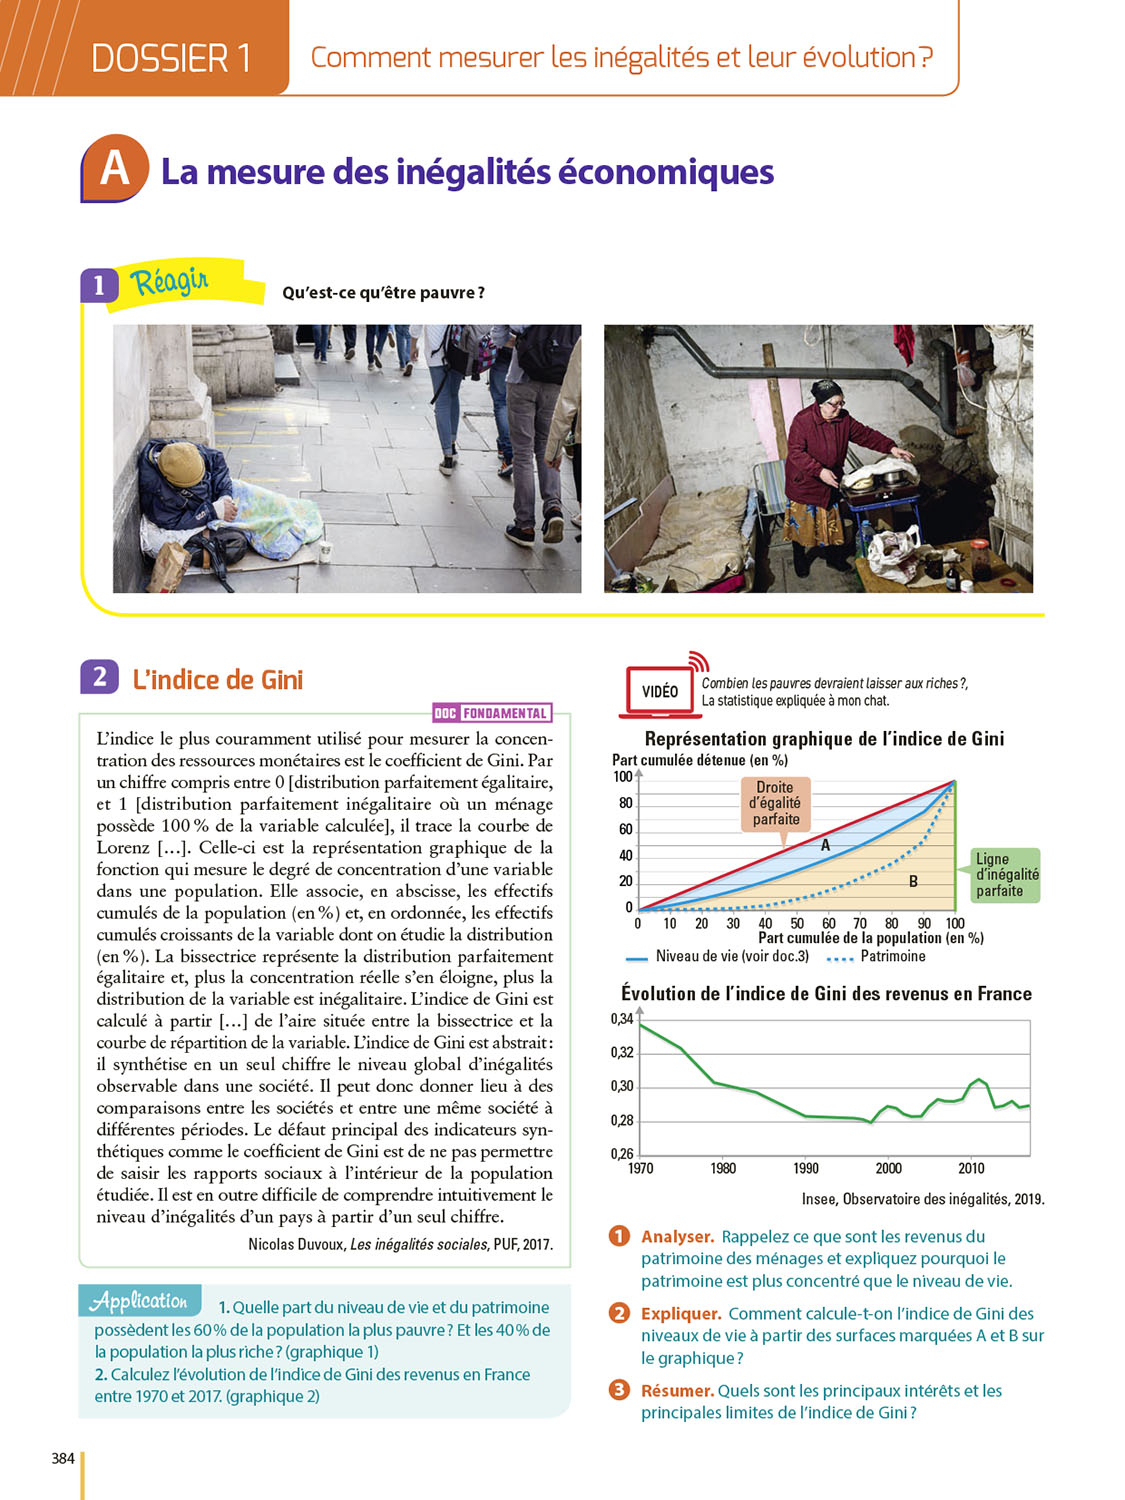 DOSSIER 1
Comment mesurer les inégalités et leur évolution ?
A
La mesure des inégalités économiques
1
Réagir
Qu'est-ce qu'être pauvre ?
2
L'indice de Gini
DOC FONDAMENTAL
L'indice le plus couramment utilisé pour mesurer la concen-
tration des ressources monétaires est le coefficient de Gini. Par
un chiffre compris entre 0 [distribution parfaitement égalitaire,
et 1 [distribution parfaitement inégalitaire où un ménage
possède 100 % de la variable calculée], il trace la courbe de
Lorenz [...]. Celle-ci est la représentation graphique de la
fonction qui mesure le degré de concentration d'une variable
dans une population. Elle associe, en abscisse, les effectifs
cumulés de la population (en %) et, en ordonnée, les effectifs
cumulés croissants de la variable dont on étudie la distribution
(en %). La bissectrice représente la distribution parfaitement
égalitaire et, plus la concentration réelle s'en éloigne, plus la
distribution de la variable est inégalitaire. L'indice de Gini est
calculé à partir [...] de l'aire située entre la bissectrice et la
courbe de répartition de la variable. L'indice de Gini est abstrait :
il synthétise en un seul chiffre le niveau global d'inégalités
observable dans une société. Il peut donc donner lieu à des
comparaisons entre les sociétés et entre une même société à
différentes périodes. Le défaut principal des indicateurs syn-
thétiques comme le coefficient de Gini est de ne pas permettre
de saisir les rapports sociaux à l'intérieur de la population
étudiée. Il est en outre difficile de comprendre intuitivement le
niveau d'inégalités d'un pays à partir d'un seul chiffre.
Nicolas Duvoux, Les inégalités sociales, PUF, 2017.
Application
1. Quelle part du niveau de vie et du patrimoine
possèdent les 60 % de la population la plus pauvre ? Et les 40 % de
la population la plus riche ? (graphique 1)
2. Calculez l'évolution de l'indice de Gini des revenus en France
entre 1970 et 2017. (graphique 2)
VIDÉO
Combien les pauvres devraient laisser aux riches ?,
La statistique expliquée à mon chat.
Représentation graphique de l'indice de Gini
Part cumulée détenue (en %)
100
80
60
40
20
0
Droite
d'égalité
parfaite
A
B
Ligne
d'inégalité
parfaite
0 10 20 30 40 50 60 70 80 90 100
Part cumulée de la population (en %)
Niveau de vie (voir doc.3) Patrimoine
Évolution de l'indice de Gini des revenus en France
0,34
0,32
0,30
0,28
0,26
1970 1980 1990 2000 2010
Insee, Observatoire des inégalités, 2019.
1 Analyser. Rappelez ce que sont les revenus du
patrimoine des ménages et expliquez pourquoi le
patrimoine est plus concentré que le niveau de vie.
2 Expliquer. Comment calcule-t-on l'indice de Gini des
niveaux de vie à partir des surfaces marquées A et B sur
le graphique ?
3 Résumer. Quels sont les principaux intérêts et les
principales limites de l'indice de Gini ?
384